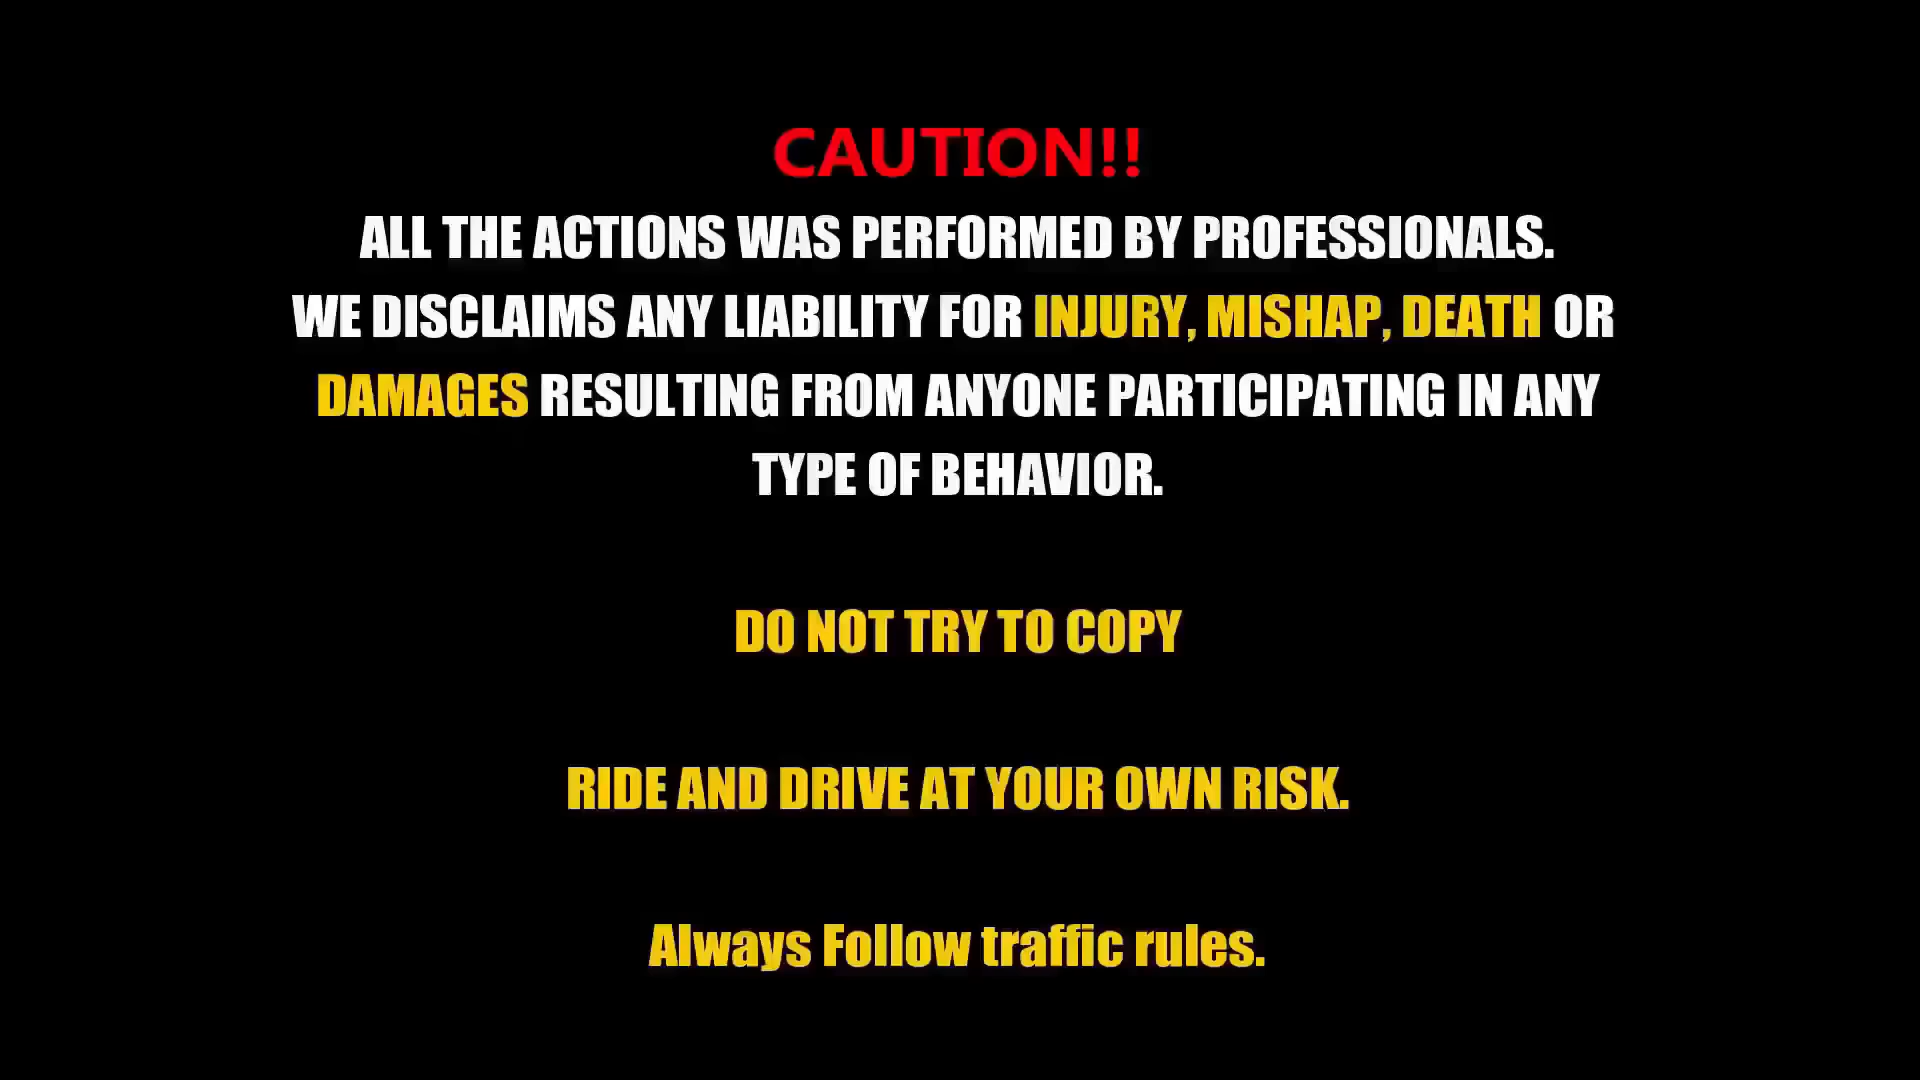 CAUTION!!
ALL THE ACTIONS WAS PERFORMED BY PROFESSIONALS.
WE DISCLAIMS ANY LIABILITY FOR INJURY, MISHAP, DEATH OR
DAMAGES RESULTING FROM ANYONE PARTICIPATING IN ANY
TYPE OF BEHAVIOR.
DO NOT TRY TO COPY
RIDE AND DRIVE AT YOUR OWN RISK.
Always Follow traffic rules.